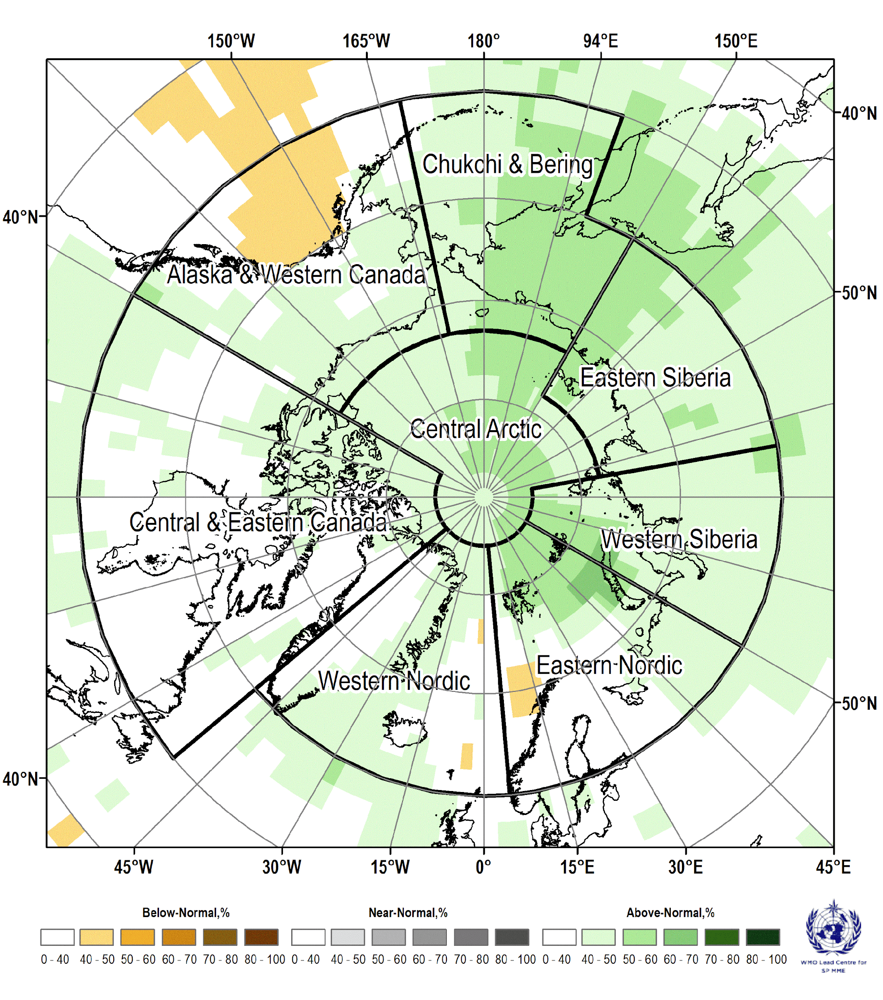 150°W 165°W 180° 94°E 150°E
40°N
Chukchi & Bering
40°N
Alaska & Western Canada
50°N
Eastern Siberia
Central Arctic
Central & Eastern Canada
Western Siberia
Eastern Nordic
Western Nordic
50°N
40°N
45°W 30°W 15°W 0° 15°E 30°E 45°E
Below-Normal,% Near-Normal,% Above-Normal,%
0 - 40 40 - 50 50 - 60 60 - 70 70 - 80 80 - 100 0 - 40 40 - 50 50 - 60 60 - 70 70 - 80 80 - 100 0 - 40 40 - 50 50 - 60 60 - 70 70 - 80 80 - 100
WMO Lead Centre for
SP MME